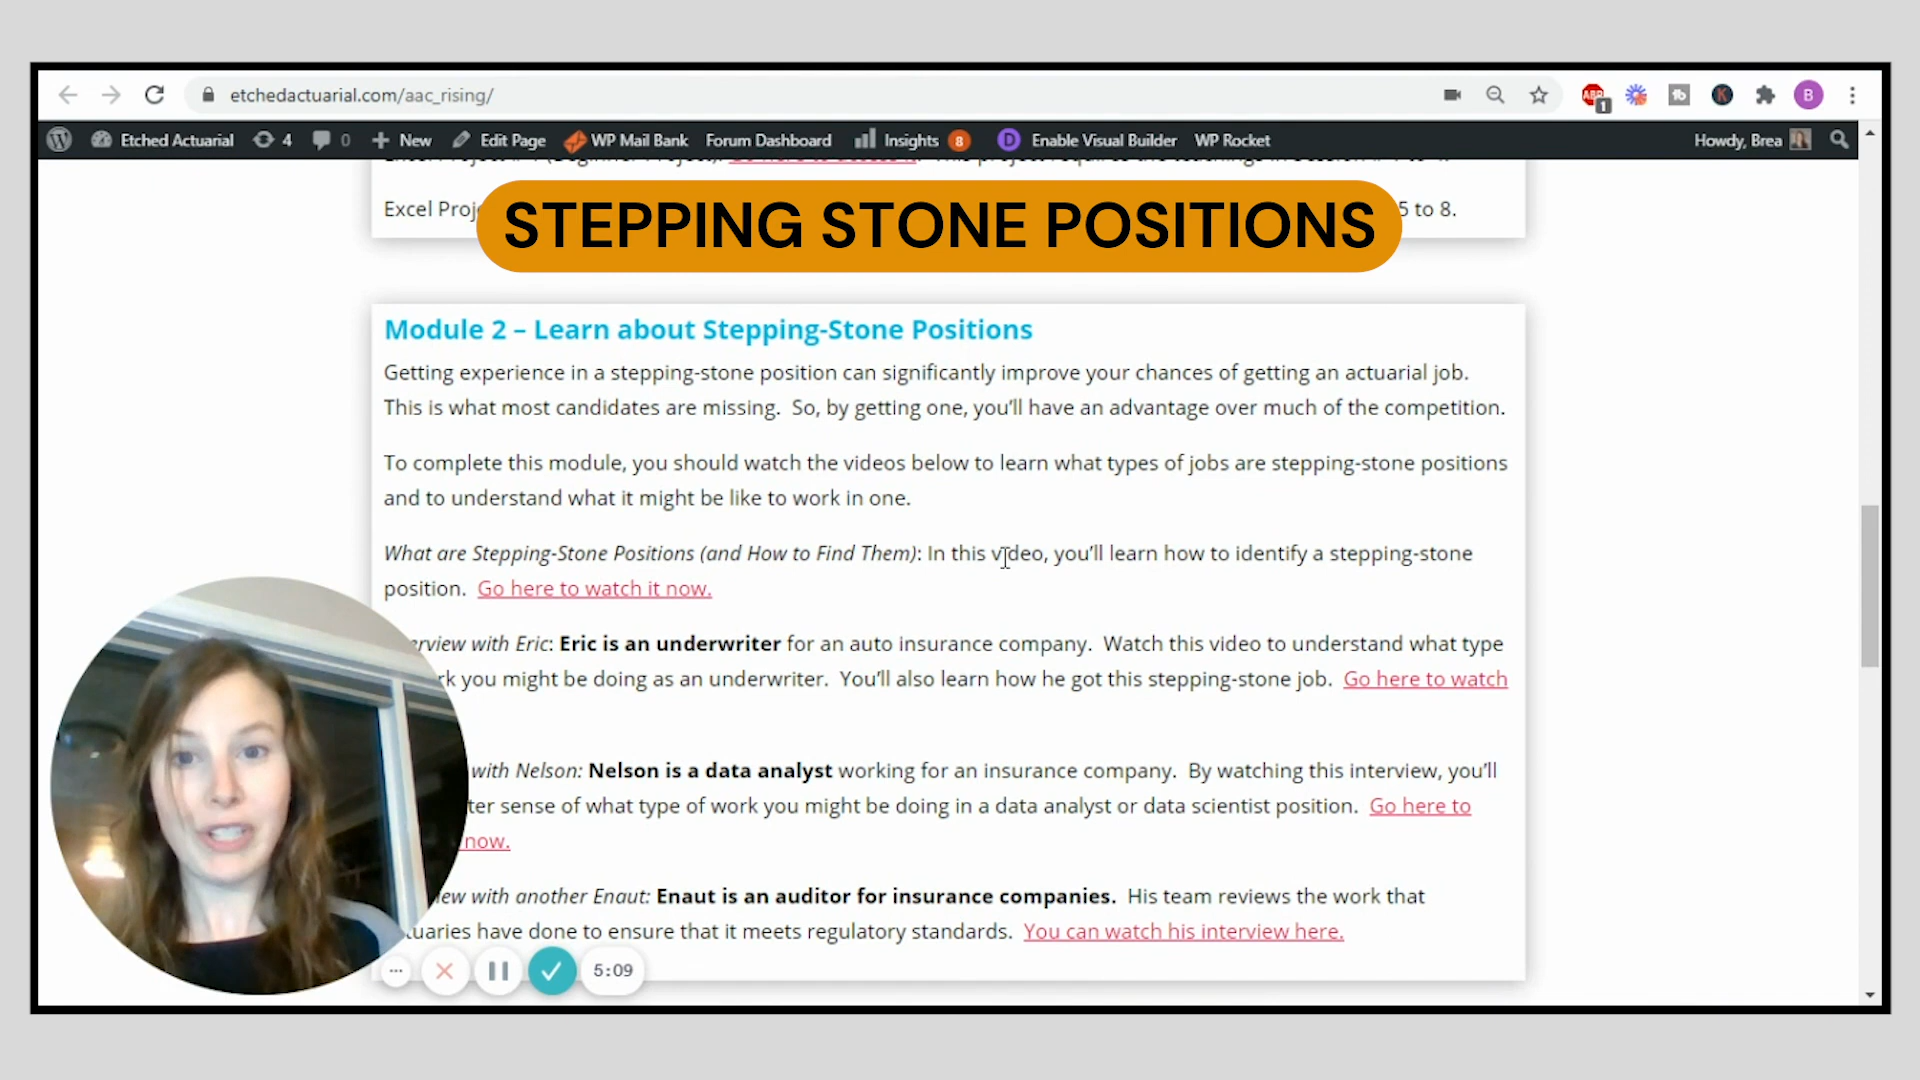 etchedactuarial.com/aac_rising/
ABP
1
B
Etched Actuarial
4
0
New
Edit Page
WP Mail Bank
Forum Dashboard
Insights
8
D
Enable Visual Builder
WP Rocket
Howdy, Brea
Excel Proj
5 to 8.
STEPPING STONE POSITIONS
Module 2 – Learn about Stepping-Stone Positions
Getting experience in a stepping-stone position can significantly improve your chances of getting an actuarial job.
This is what most candidates are missing. So, by getting one, you'll have an advantage over much of the competition.
To complete this module, you should watch the videos below to learn what types of jobs are stepping-stone positions
and to understand what it might be like to work in one.
What are Stepping-Stone Positions (and How to Find Them): In this video, you'll learn how to identify a stepping-stone
position. Go here to watch it now.
erview with Eric: Eric is an underwriter for an auto insurance company. Watch this video to understand what type
rk you might be doing as an underwriter. You'll also learn how he got this stepping-stone job. Go here to watch
with Nelson: Nelson is a data analyst working for an insurance company. By watching this interview, you'll
ter sense of what type of work you might be doing in a data analyst or data scientist position. Go here to
now.
ew with another Enaut: Enaut is an auditor for insurance companies. His team reviews the work that
tuaries have done to ensure that it meets regulatory standards. You can watch his interview here.
5:09